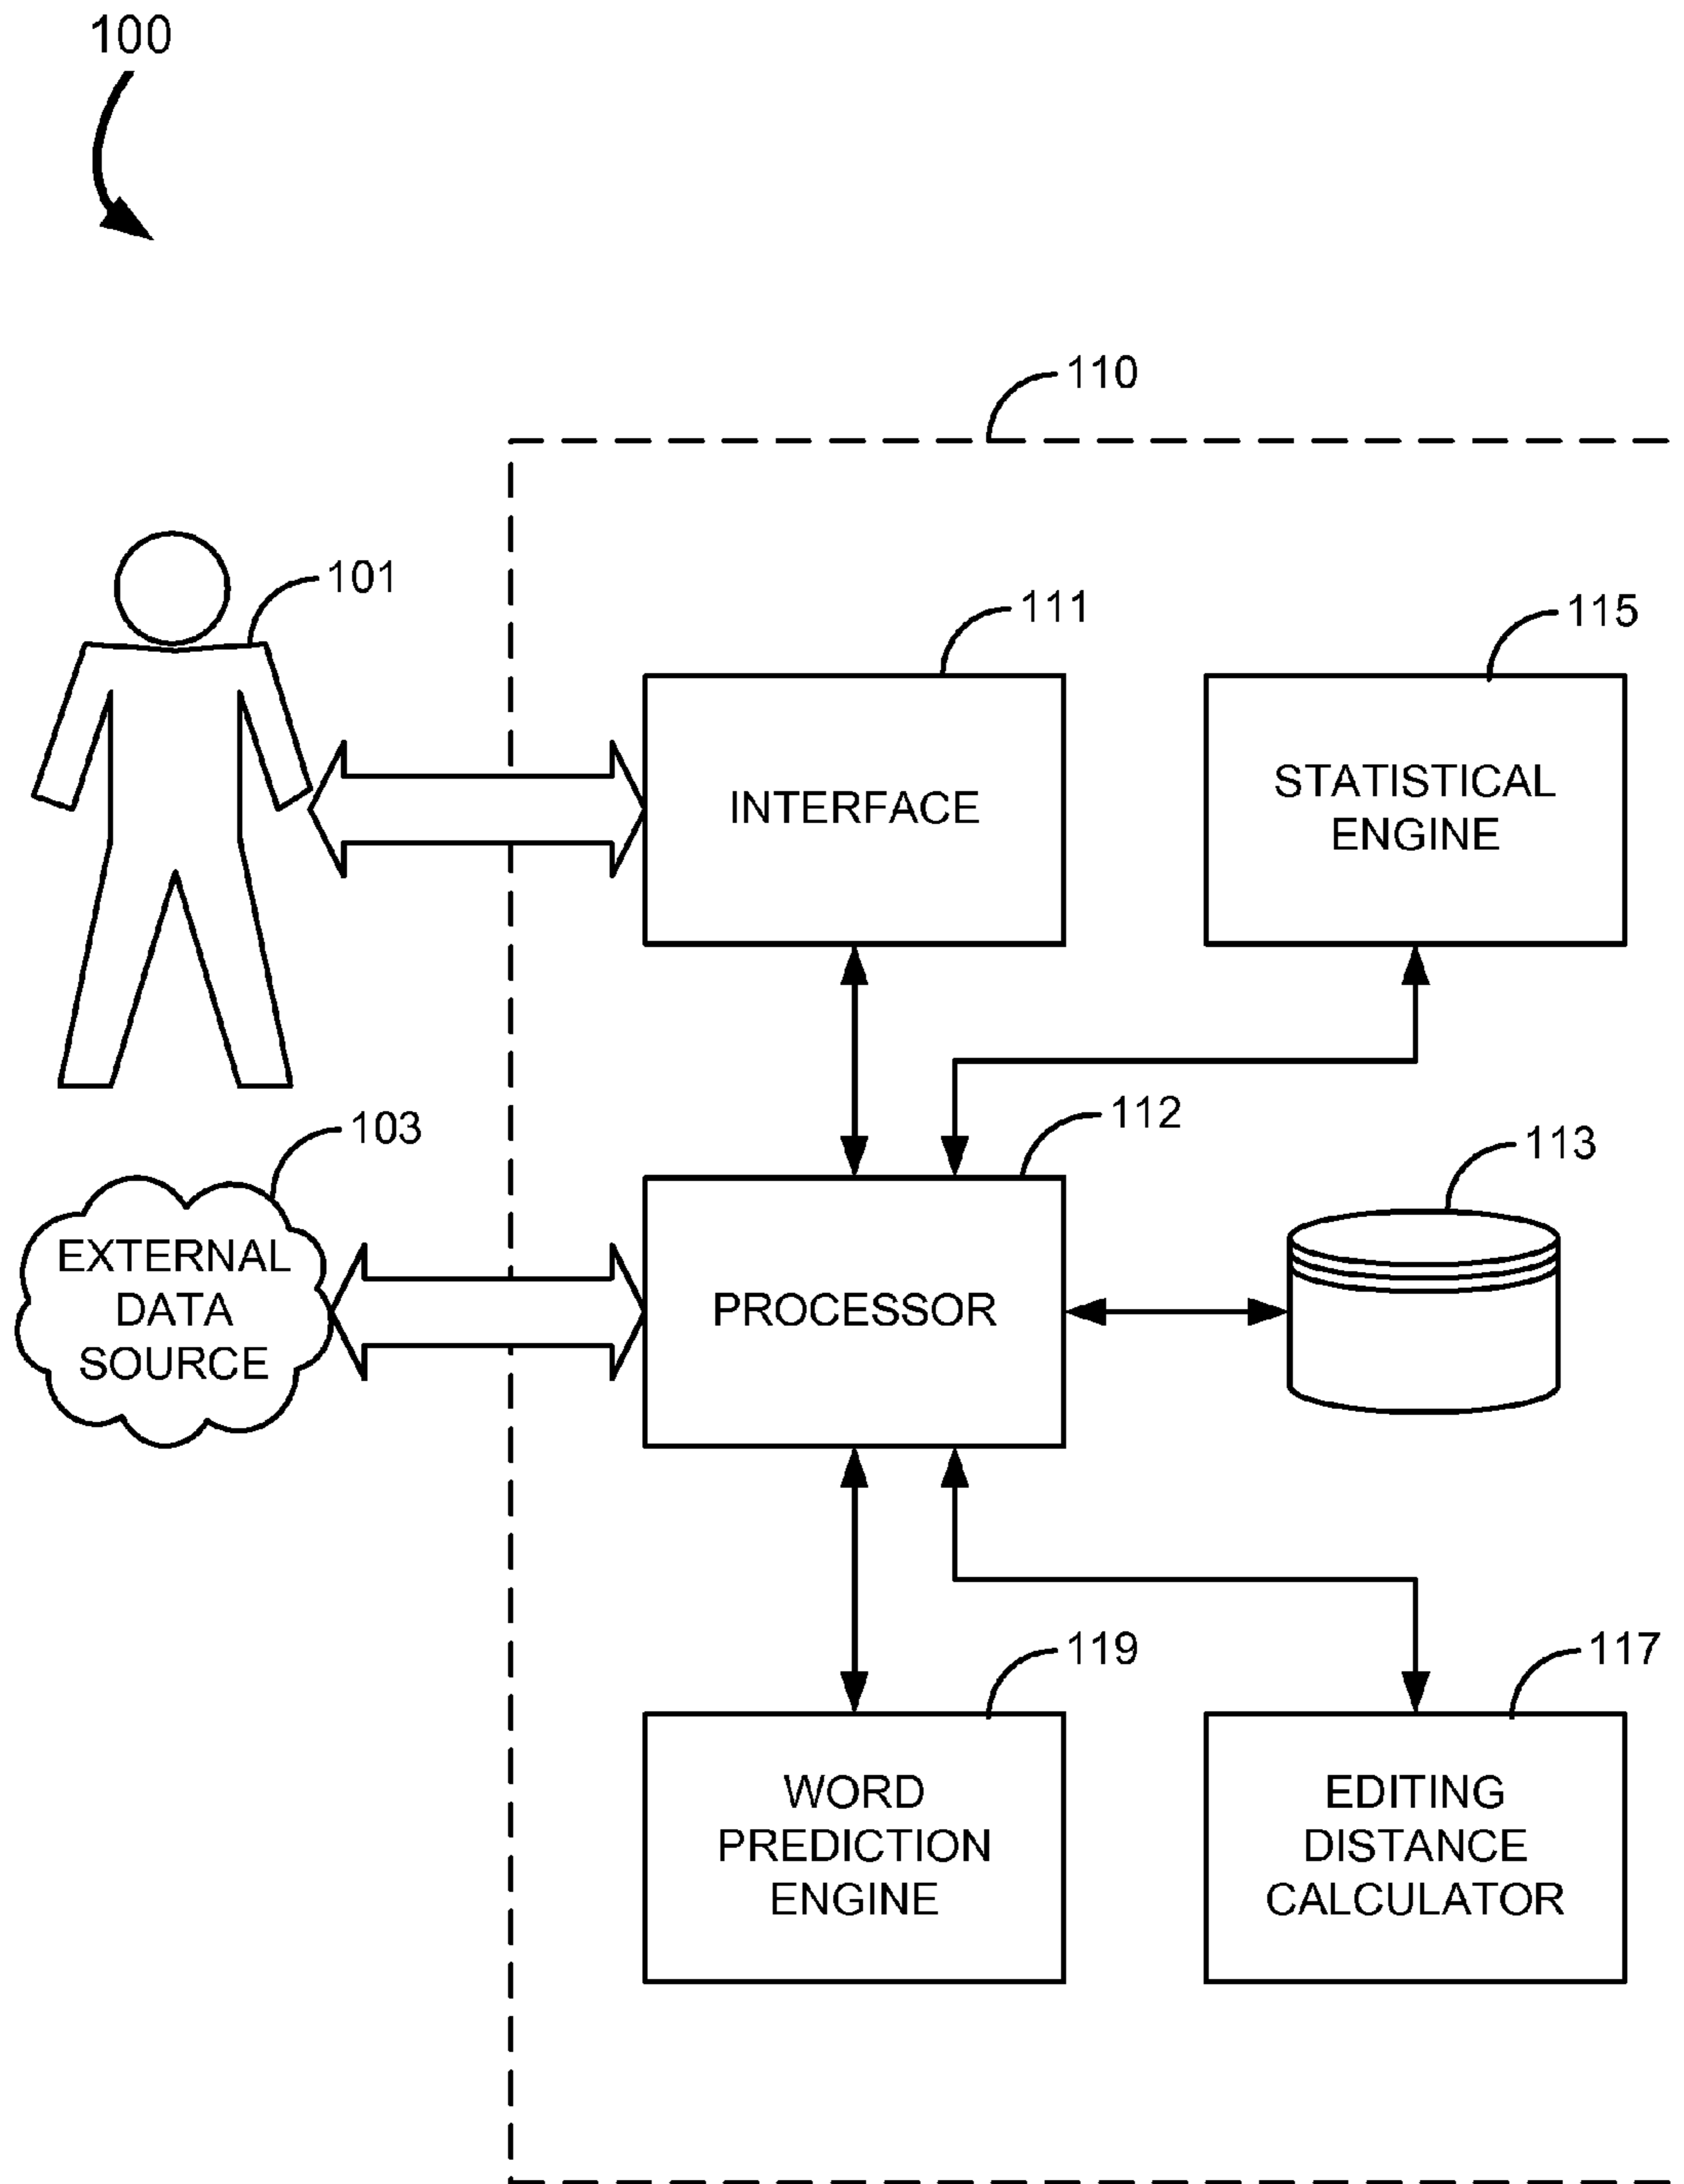 100
110
101
111
115
INTERFACE
STATISTICAL
ENGINE
103
112
113
EXTERNAL
DATA
SOURCE
PROCESSOR
119
117
WORD
PREDICTION
ENGINE
EDITING
DISTANCE
CALCULATOR